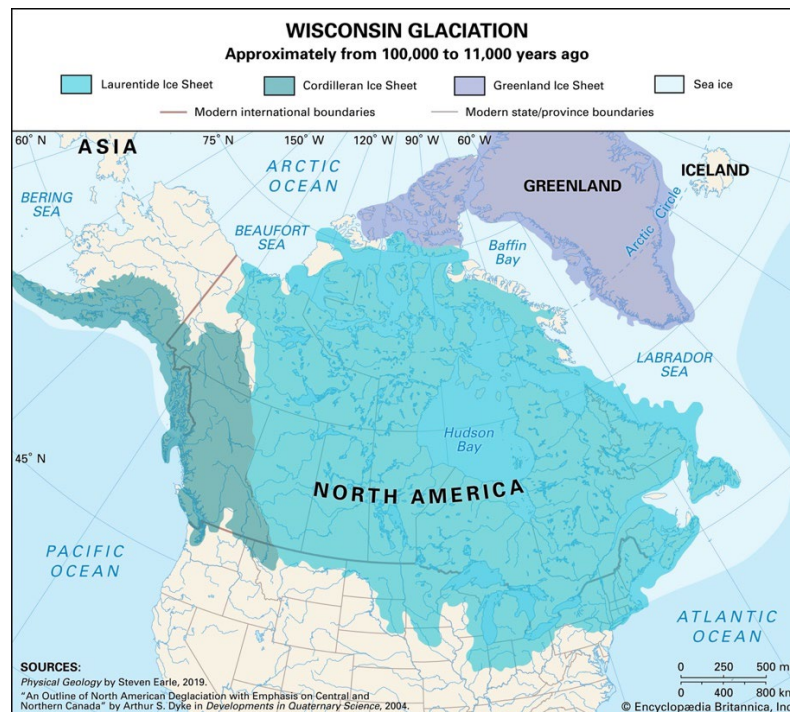 WISCONSIN GLACIATION
Approximately from 100,000 to 11,000 years ago
Laurentide Ice Sheet
Cordilleran Ice Sheet
Greenland Ice Sheet
Sea ice
Modern international boundaries
Modern state/province boundaries
60° N
75° N
150° W
120° W
90° W
60° W
ASIA
ARCTIC
OCEAN
ICELAND
GREENLAND
BERING
SEA
BEAUFORT
SEA
Arctic Circle
Baffin
Bay
LABRADOR
SEA
Hudson
Bay
45° N
NORTH AMERICA
PACIFIC
OCEAN
ATLANTIC
OCEAN
SOURCES:
Physical Geology by Steven Earle, 2019.
“An Outline of North American Deglaciation with Emphasis on Central and
Northern Canada” by Arthur S. Dyke in Developments in Quaternary Science, 2004.
0 250 500 m
0 400 800 km
© Encyclopædia Britannica, Inc